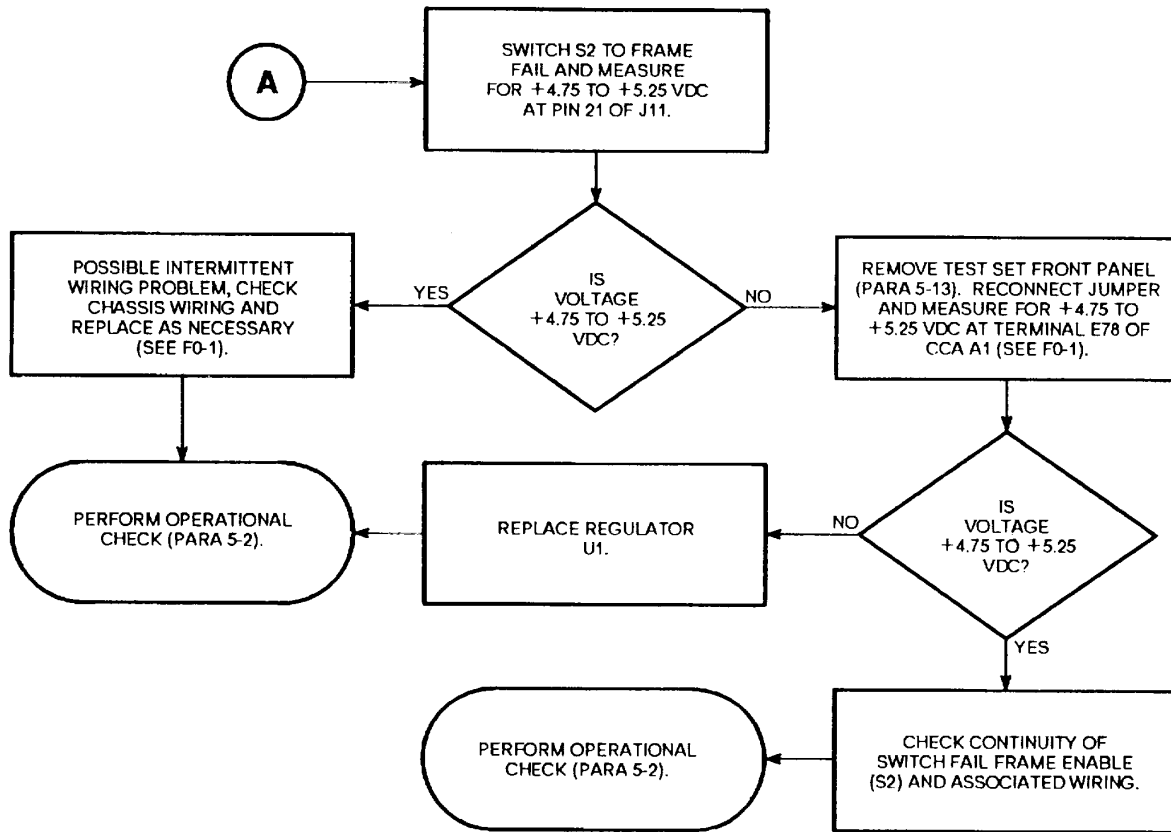 A
SWITCH S2 TO FRAME
FAIL AND MEASURE
FOR +4.75 TO +5.25 VDC
AT PIN 21 OF J11.
IS
VOLTAGE
+4.75 TO +5.25
VDC?
YES
NO
POSSIBLE INTERMITTENT
WIRING PROBLEM, CHECK
CHASSIS WIRING AND
REPLACE AS NECESSARY
(SEE F0-1).
REMOVE TEST SET FRONT PANEL
(PARA 5-13). RECONNECT JUMPER
AND MEASURE FOR +4.75 TO
+5.25 VDC AT TERMINAL E78 OF
CCA A1 (SEE F0-1).
PERFORM OPERATIONAL
CHECK (PARA 5-2).
REPLACE REGULATOR
U1.
NO
IS
VOLTAGE
+4.75 TO +5.25
VDC?
YES
PERFORM OPERATIONAL
CHECK (PARA 5-2).
CHECK CONTINUITY OF
SWITCH FAIL FRAME ENABLE
(S2) AND ASSOCIATED WIRING.